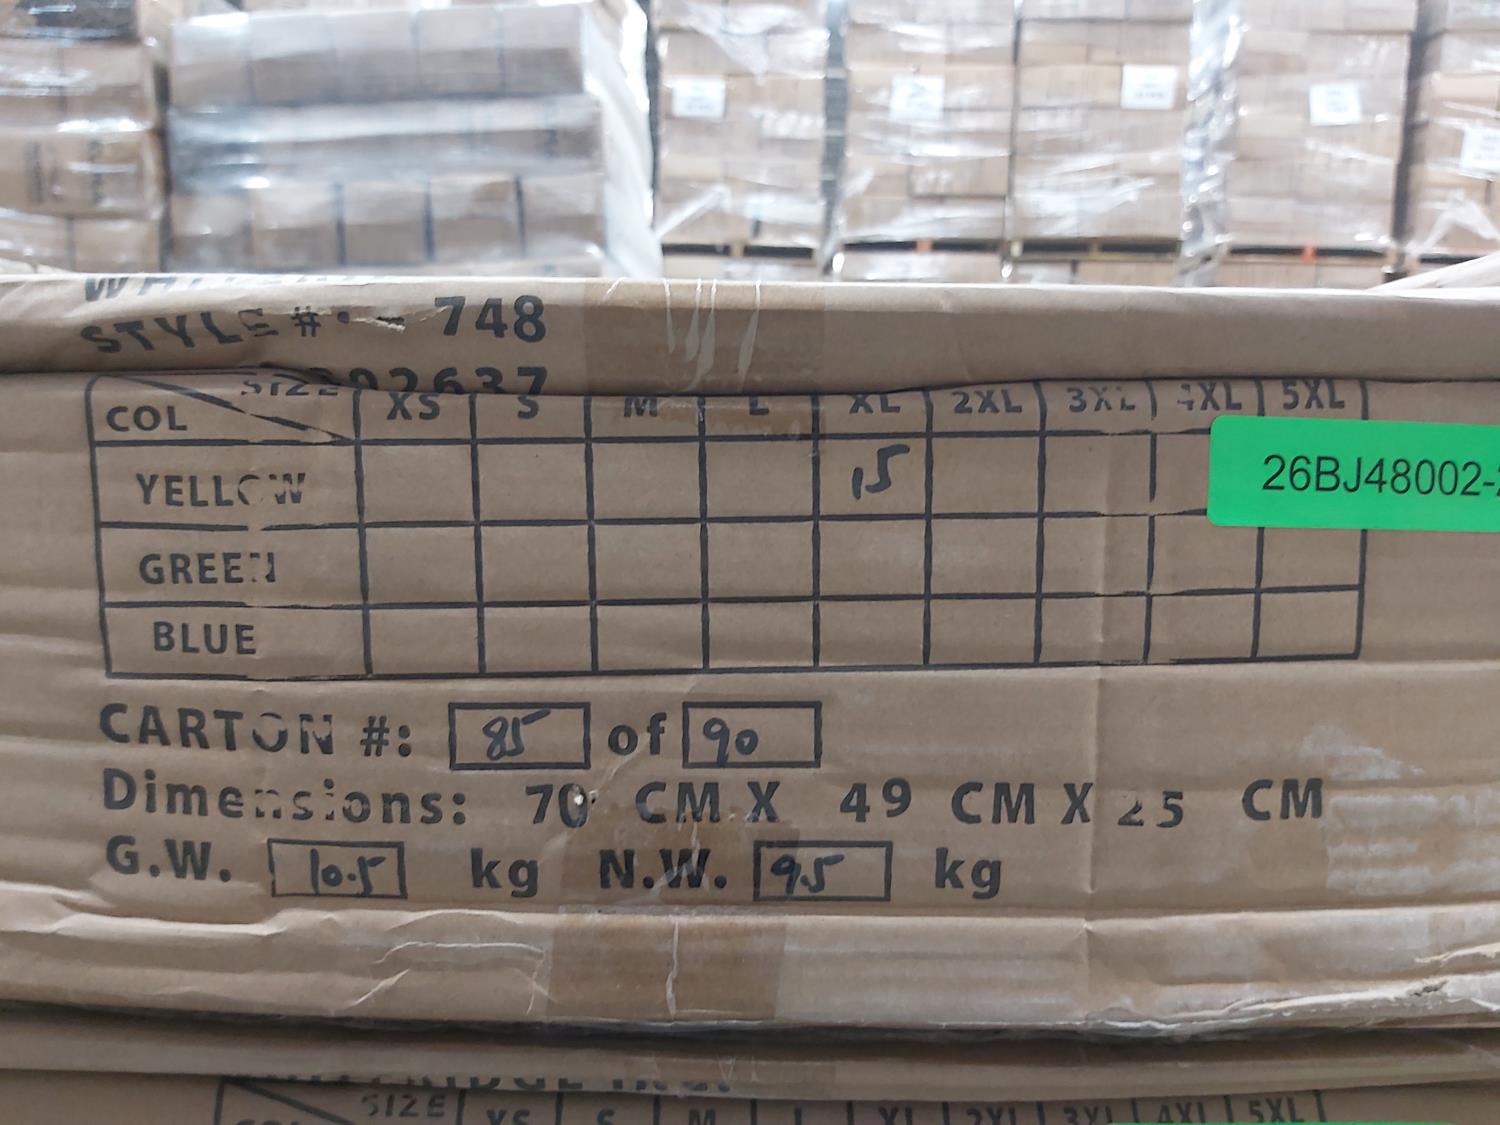 STYLE #: - 748
92637
SIZE
COL XS S M L XL 2XL 3XL 4XL 5XL
YELLOW 15
26BJ48002-
GREEN
BLUE
CARTON #: 85 of 90
Dimensions: 70 CM X 49 CM X 25 CM
G.W. 10.5 kg N.W. 9.5 kg
SIZE
XS S M L XL 2XL 3XL 4XL 5XL